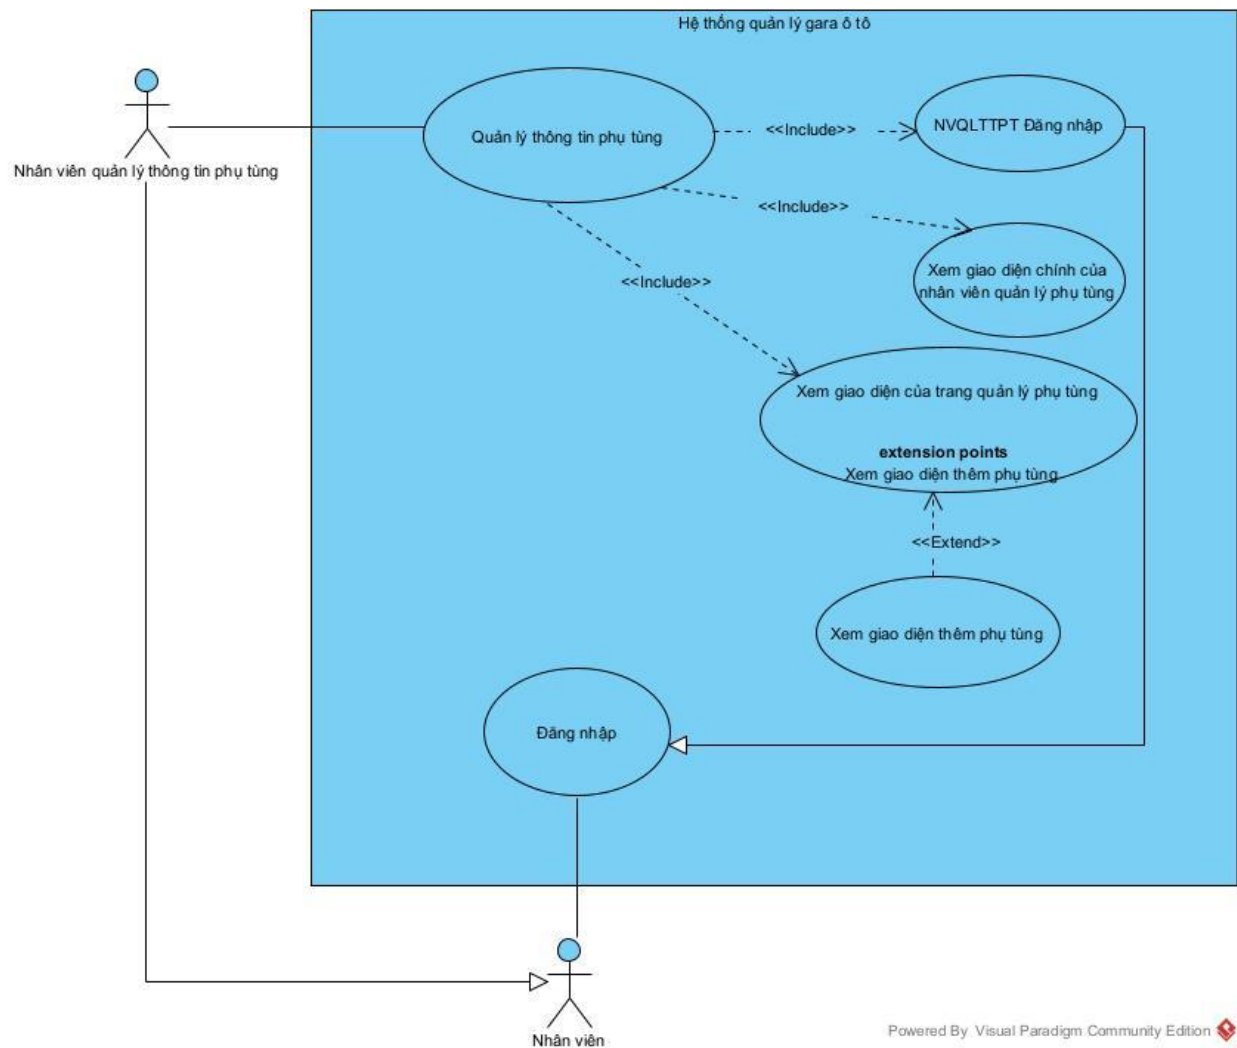 Hệ thống quản lý gara ô tô
Nhân viên quản lý thông tin phụ tùng
Quản lý thông tin phụ tùng
<<Include>>
NVQLTTPT Đăng nhập
<<Include>>
Xem giao diện chính của
nhân viên quản lý phụ tùng
<<Include>>
Xem giao diện của trang quản lý phụ tùng
extension points
Xem giao diện thêm phụ tùng
<<Extend>>
Xem giao diện thêm phụ tùng
Đăng nhập
Nhân viên
Powered By Visual Paradigm Community Edition